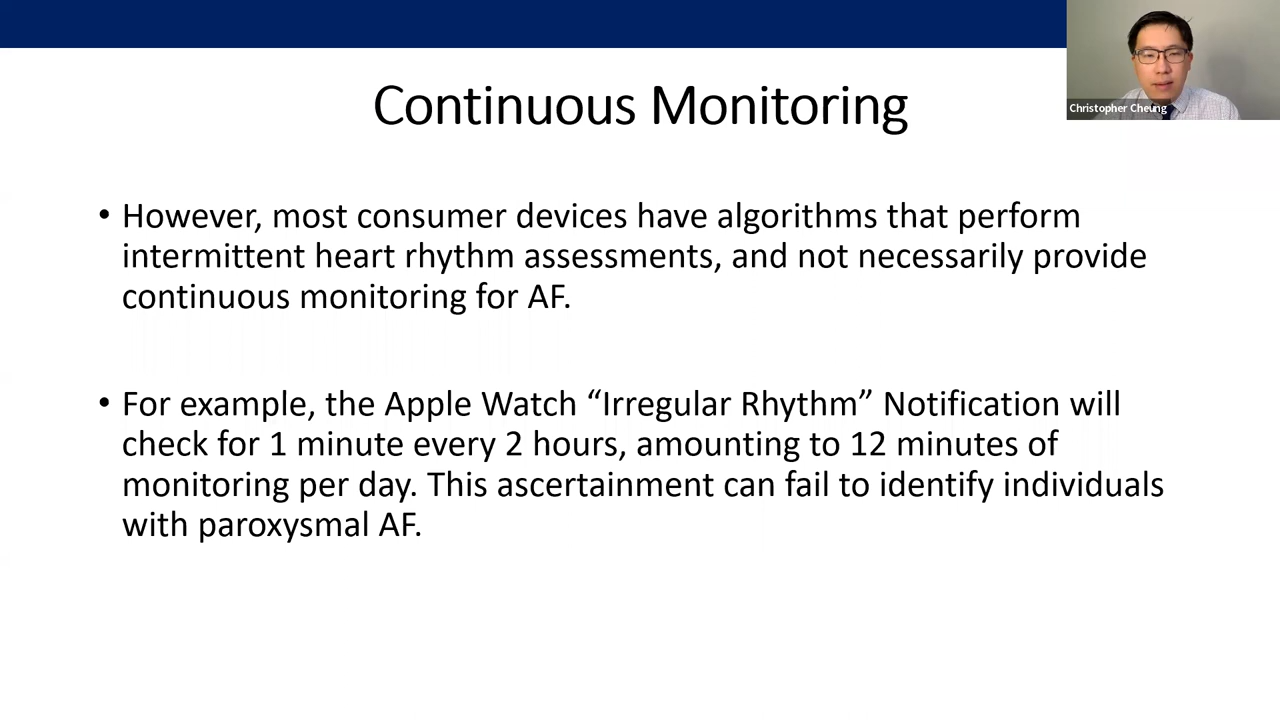 Continuous Monitoring
Christopher Cheung
• However, most consumer devices have algorithms that perform
intermittent heart rhythm assessments, and not necessarily provide
continuous monitoring for AF.
• For example, the Apple Watch “Irregular Rhythm” Notification will
check for 1 minute every 2 hours, amounting to 12 minutes of
monitoring per day. This ascertainment can fail to identify individuals
with paroxysmal AF.